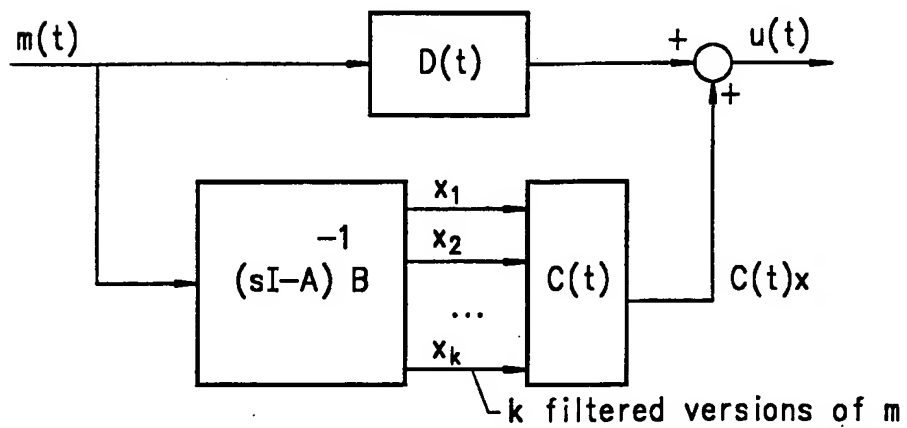 m(t)
D(t)
+
u(t)
+
x1
-1
(sI-A) B
x2
...
xk
C(t)
C(t)x
k filtered versions of m